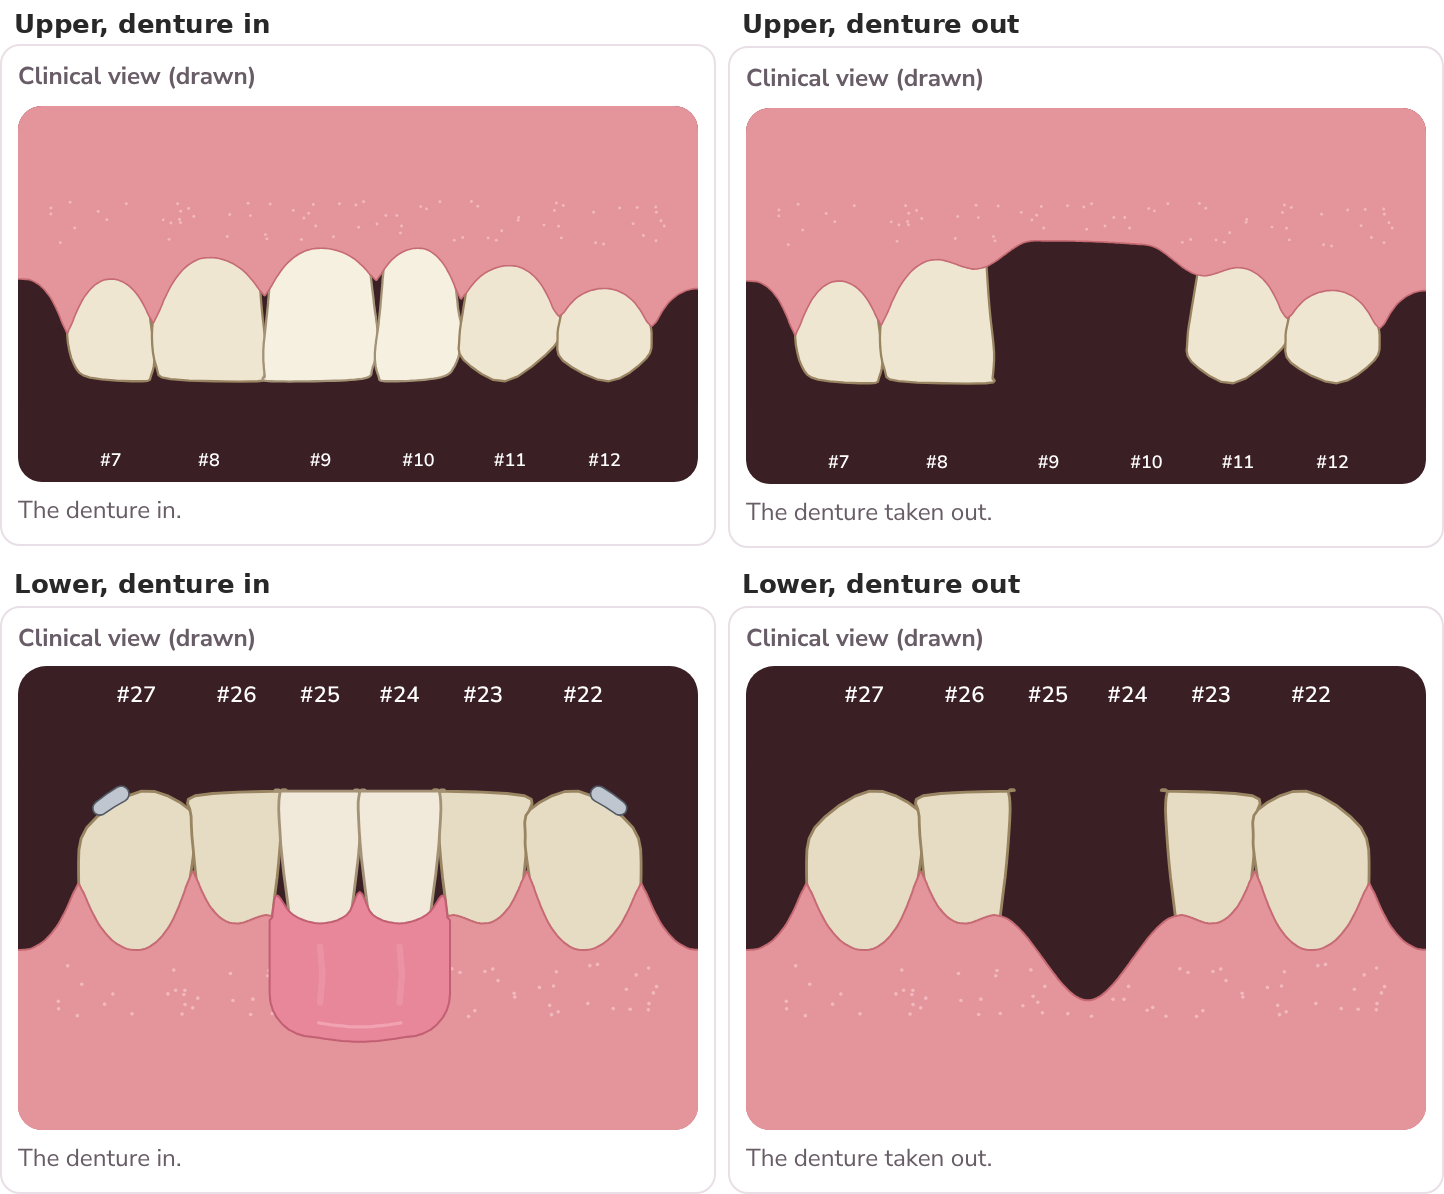 Upper, denture in
Clinical view (drawn)
#7 #8 #9 #10 #11 #12
The denture in.
Upper, denture out
Clinical view (drawn)
#7 #8 #9 #10 #11 #12
The denture taken out.
Lower, denture in
Clinical view (drawn)
#27 #26 #25 #24 #23 #22
The denture in.
Lower, denture out
Clinical view (drawn)
#27 #26 #25 #24 #23 #22
The denture taken out.